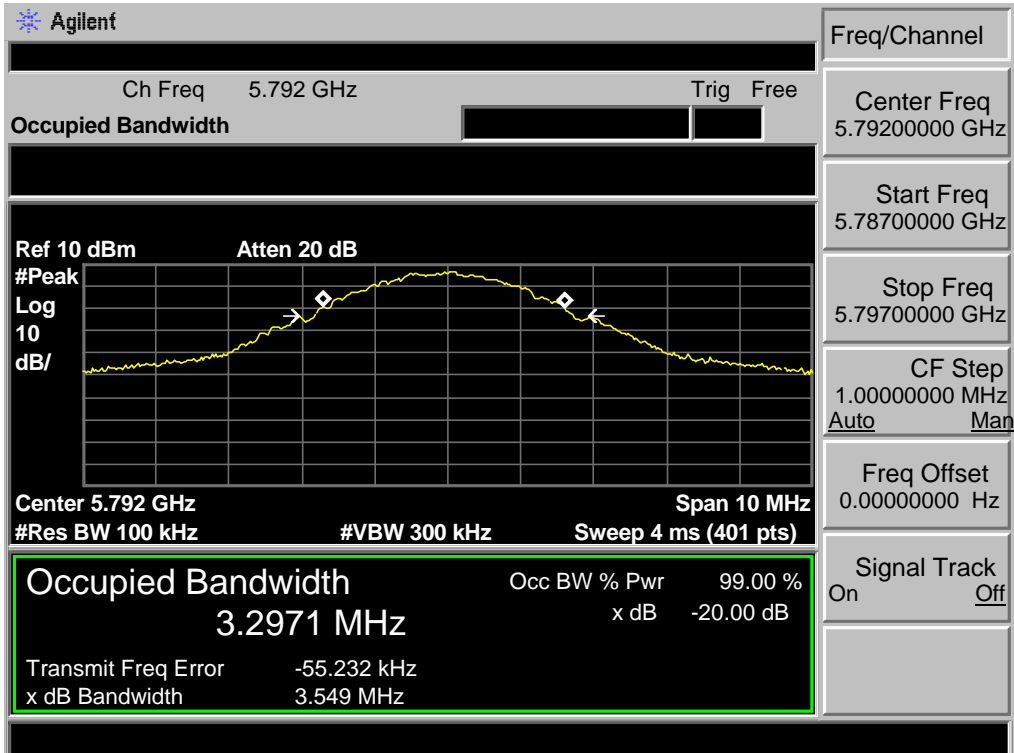 Agilent
Freq/Channel
Ch Freq 5.792 GHz Trig Free
Occupied Bandwidth
Center Freq
5.79200000 GHz
Start Freq
5.78700000 GHz
Stop Freq
5.79700000 GHz
CF Step
1.00000000 MHz
Auto Man
Freq Offset
0.00000000 Hz
Signal Track
On Off
Ref 10 dBm Atten 20 dB
#Peak
Log
10
dB/
Center 5.792 GHz Span 10 MHz
#Res BW 100 kHz #VBW 300 kHz Sweep 4 ms (401 pts)
Occupied Bandwidth Occ BW % Pwr 99.00 %
3.2971 MHz x dB -20.00 dB
Transmit Freq Error -55.232 kHz
x dB Bandwidth 3.549 MHz